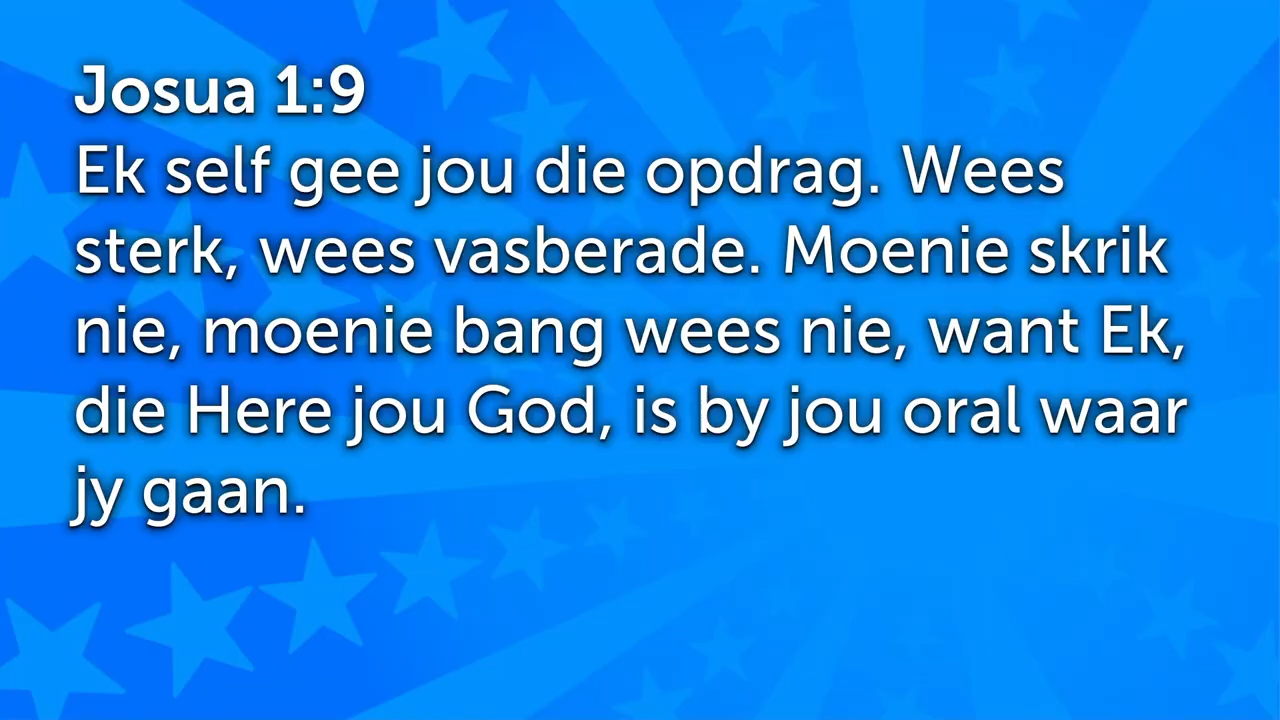 Josua 1:9
Ek self gee jou die opdrag. Wees
sterk, wees vasberade. Moenie skrik
nie, moenie bang wees nie, want Ek,
die Here jou God, is by jou oral waar
jy gaan.